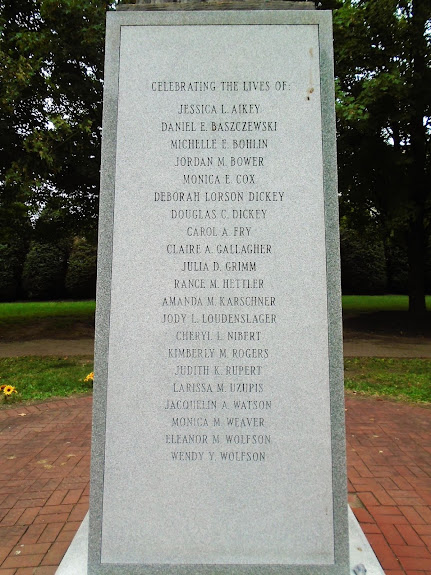 CELEBRATING THE LIVES OF:
JESSICA L. AIKEY
DANIEL E. BASZCZEWSKI
MICHELLE E. BOHLIN
JORDAN M. BOWER
MONICA E. COX
DEBORAH LORSON DICKEY
DOUGLAS C. DICKEY
CAROL A. FRY
CLAIRE A. GALLAGHER
JULIA D. GRIMM
RANCE M. HETTLER
AMANDA M. KARSCHNER
JODY L. LOUDENSLAGER
CHERYL L. NIBERT
KIMBERLY M. ROGERS
JUDITH K. RUPERT
LARISSA M. UZUPIS
JACQUELIN A. WATSON
MONICA M. WEAVER
ELEANOR M. WOLFSON
WENDY Y. WOLFSON